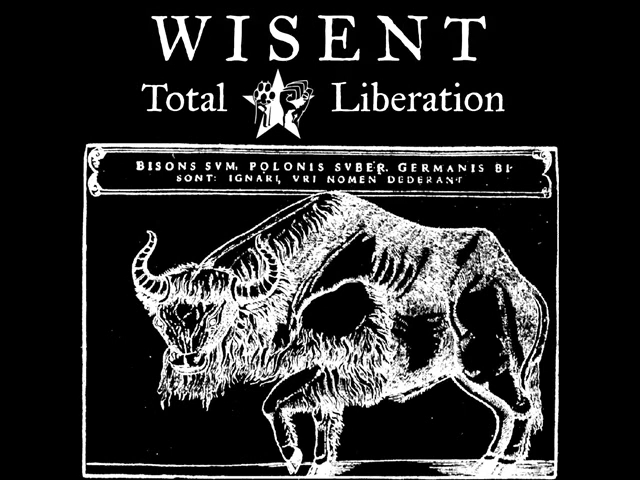 WISENT
Total Liberation
BISONS SVM, POLONIS SVBER, GERMANIS BI-
SONT: IGNARI, VRI NOMEN DEDERANT